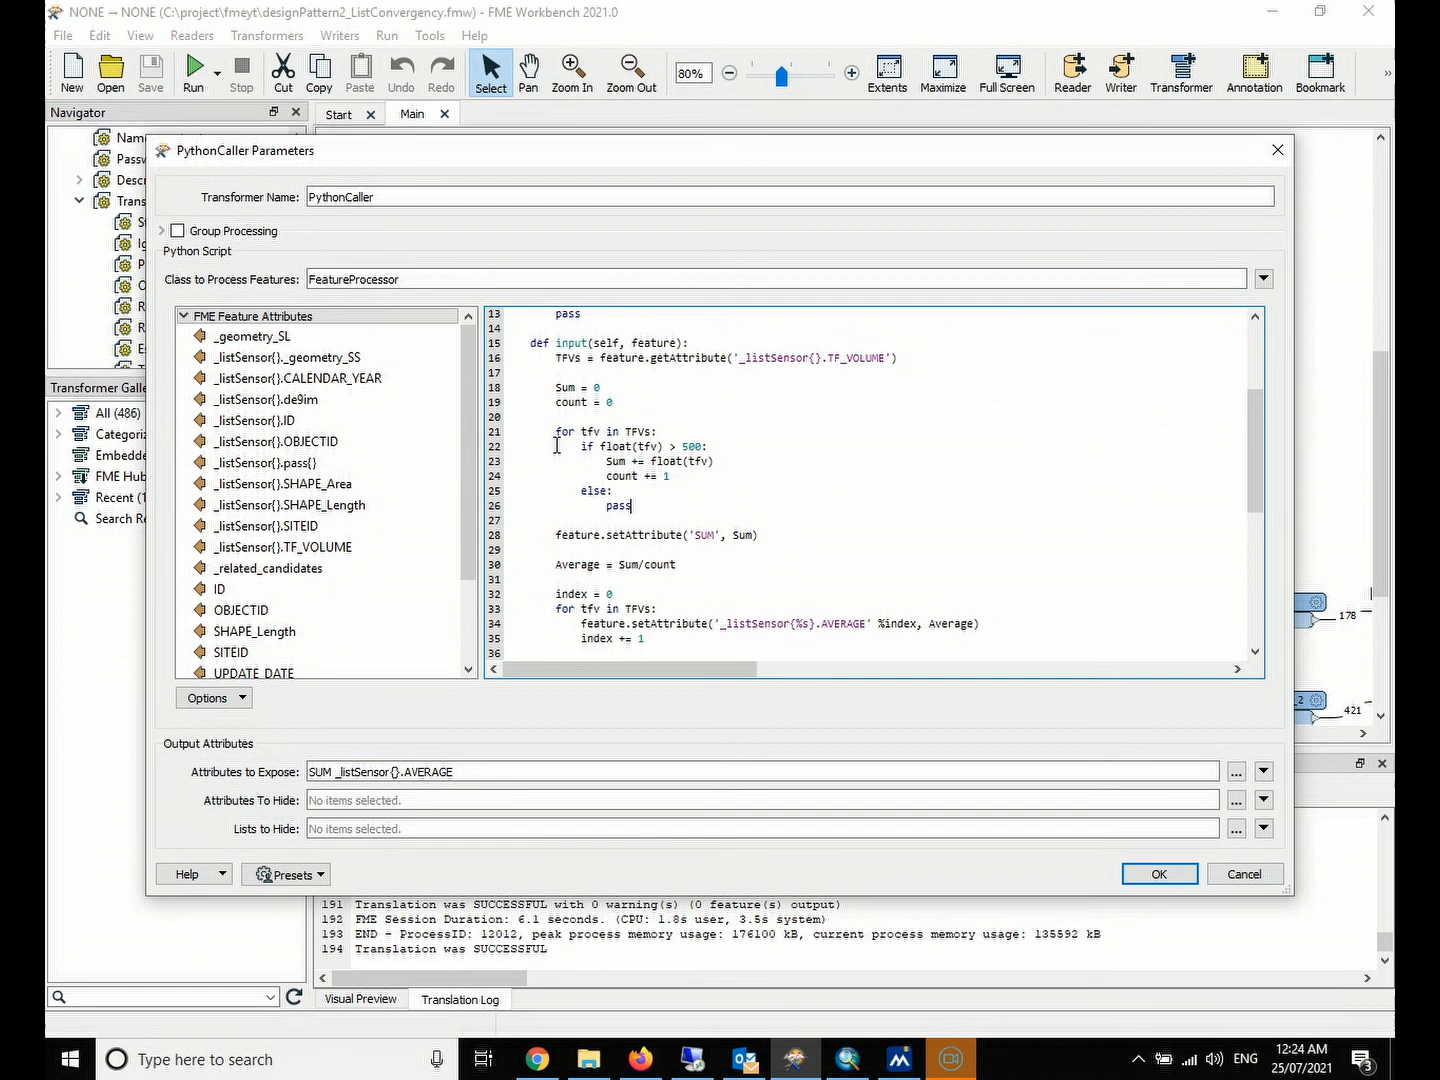 NONE → NONE (C:\project\fmeyt\designPattern2_ListConvergency.fmw) - FME Workbench 2021.0
File Edit View Readers Transformers Writers Run Tools Help
New Open Save Run Stop Cut Copy Paste Undo Redo Select Pan Zoom In Zoom Out 80% Extents Maximize Full Screen Reader Writer Transformer Annotation Bookmark
Navigator
Start Main
Descr
Trans
Transformer Galle
All (486)
Categoriz
Embedde
FME Hub
Recent (1
Search Re
PythonCaller Parameters
Transformer Name: PythonCaller
Group Processing
Python Script
Class to Process Features: FeatureProcessor
FME Feature Attributes
_geometry_SL
_listSensor{}._geometry_SS
_listSensor{}.CALENDAR_YEAR
_listSensor{}.de9im
_listSensor{}.ID
_listSensor{}.OBJECTID
_listSensor{}.pass{}
_listSensor{}.SHAPE_Area
_listSensor{}.SHAPE_Length
_listSensor{}.SITEID
_listSensor{}.TF_VOLUME
_related_candidates
ID
OBJECTID
SHAPE_Length
SITEID
UPDATE_DATE
13 pass
14
15 def input(self, feature):
16 TFVs = feature.getAttribute('_listSensor{}.TF_VOLUME')
17
18 Sum = 0
19 count = 0
20
21 for tfv in TFVs:
22 if float(tfv) > 500:
23 Sum += float(tfv)
24 count += 1
25 else:
26 pass
27
28 feature.setAttribute('SUM', Sum)
29
30 Average = Sum/count
31
32 index = 0
33 for tfv in TFVs:
34 feature.setAttribute('_listSensor{%s}.AVERAGE' %index, Average)
35 index += 1
36
Options
Output Attributes
Attributes to Expose: SUM _listSensor{}.AVERAGE ...
Attributes To Hide: No items selected. ...
Lists to Hide: No items selected. ...
Help Presets OK Cancel
178
_2
421
191 Translation was SUCCESSFUL with 0 warning(s) (0 feature(s) output)
192 FME Session Duration: 6.1 seconds. (CPU: 1.8s user, 3.5s system)
193 END - ProcessID: 12012, peak process memory usage: 176100 kB, current process memory usage: 135592 kB
194 Translation was SUCCESSFUL
Visual Preview Translation Log
Type here to search
ENG
12:24 AM
25/07/2021
3